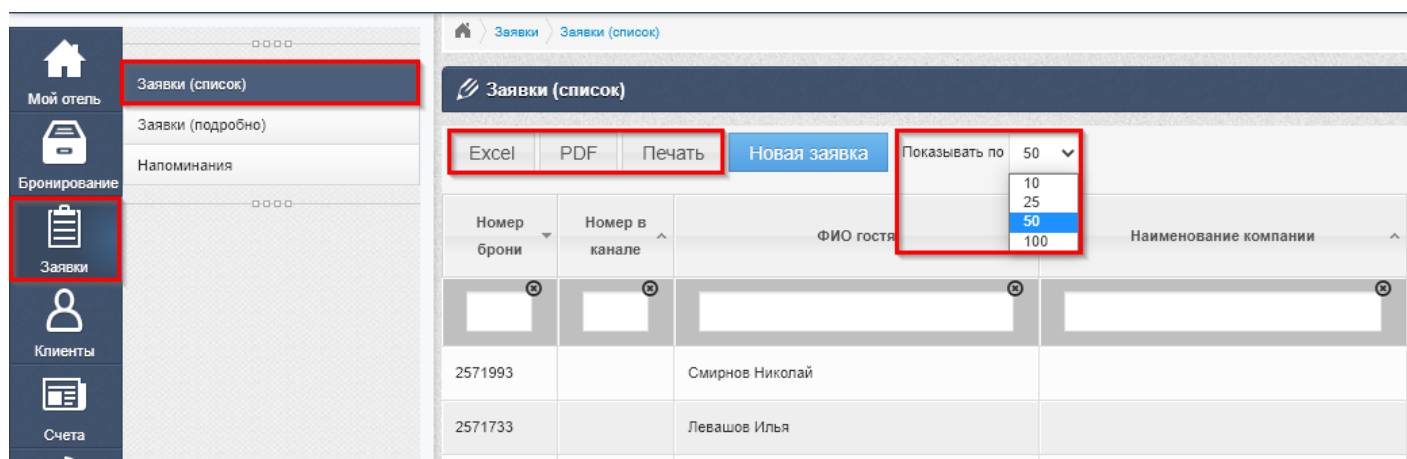 Мой отель
Бронирование
Заявки
Клиенты
Счета
Заявки (список)
Заявки (подробно)
Напоминания
Заявки Заявки (список)
Заявки (список)
Excel PDF Печать Новая заявка Показывать по 50
10
25
50
100
Номер брони Номер в канале ФИО гостя Наименование компании
2571993 Смирнов Николай
2571733 Левашов Илья